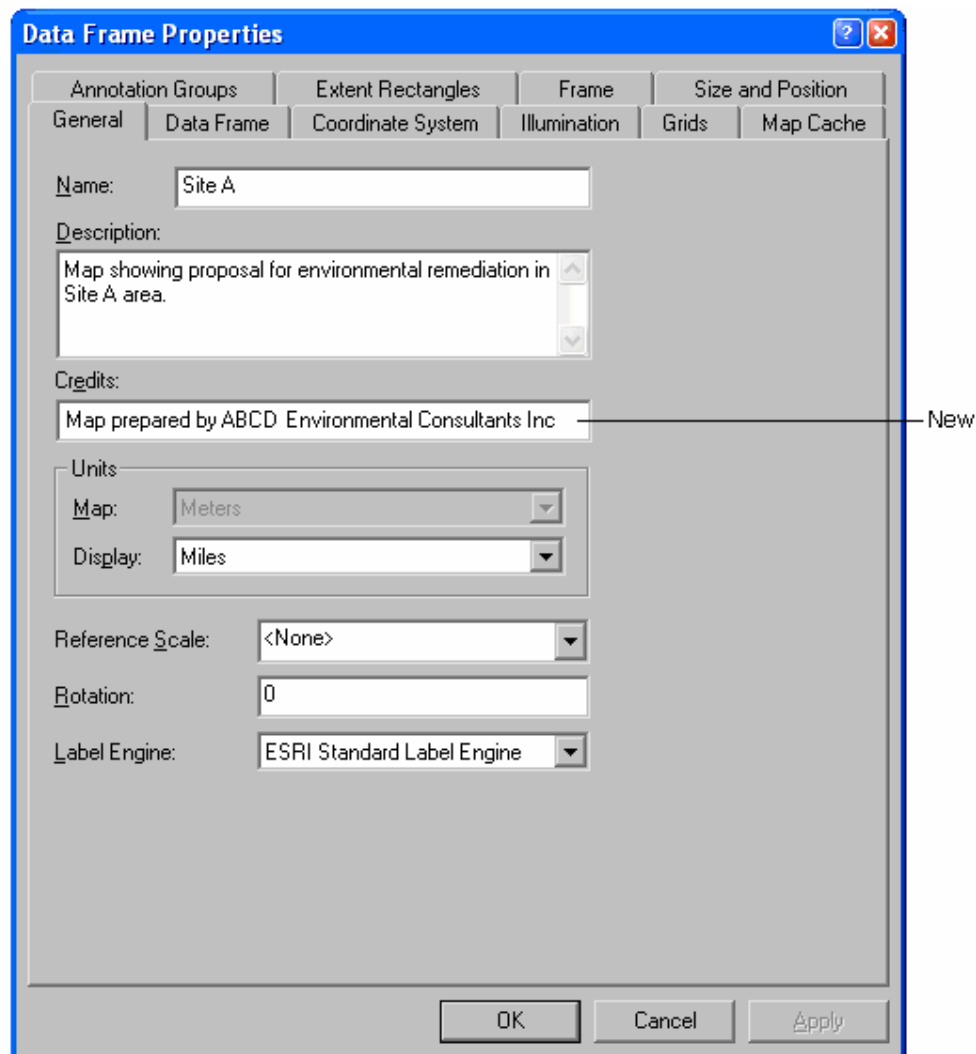 Data Frame Properties
Annotation Groups Extent Rectangles Frame Size and Position
General Data Frame Coordinate System Illumination Grids Map Cache
Name: Site A
Description:
Map showing proposal for environmental remediation in
Site A area.
Credits:
Map prepared by ABCD Environmental Consultants Inc New
Units
Map: Meters
Display: Miles
Reference Scale: <None>
Rotation: 0
Label Engine: ESRI Standard Label Engine
OK Cancel Apply